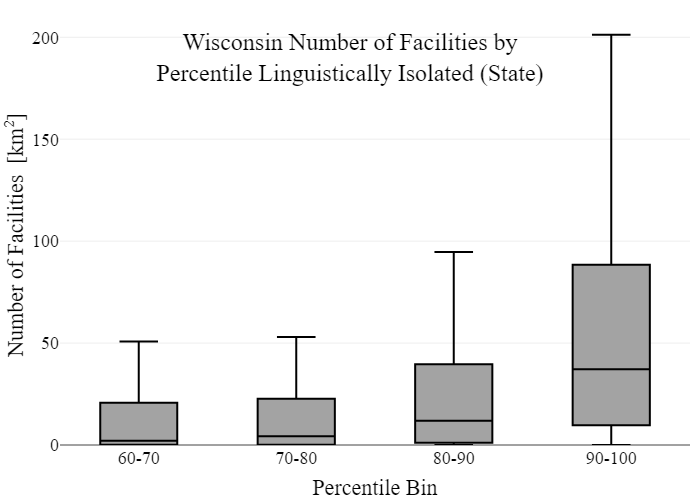 Wisconsin Number of Facilities by
Percentile Linguistically Isolated (State)
Number of Facilities [km²]
200
150
100
50
0
60-70 70-80 80-90 90-100
Percentile Bin